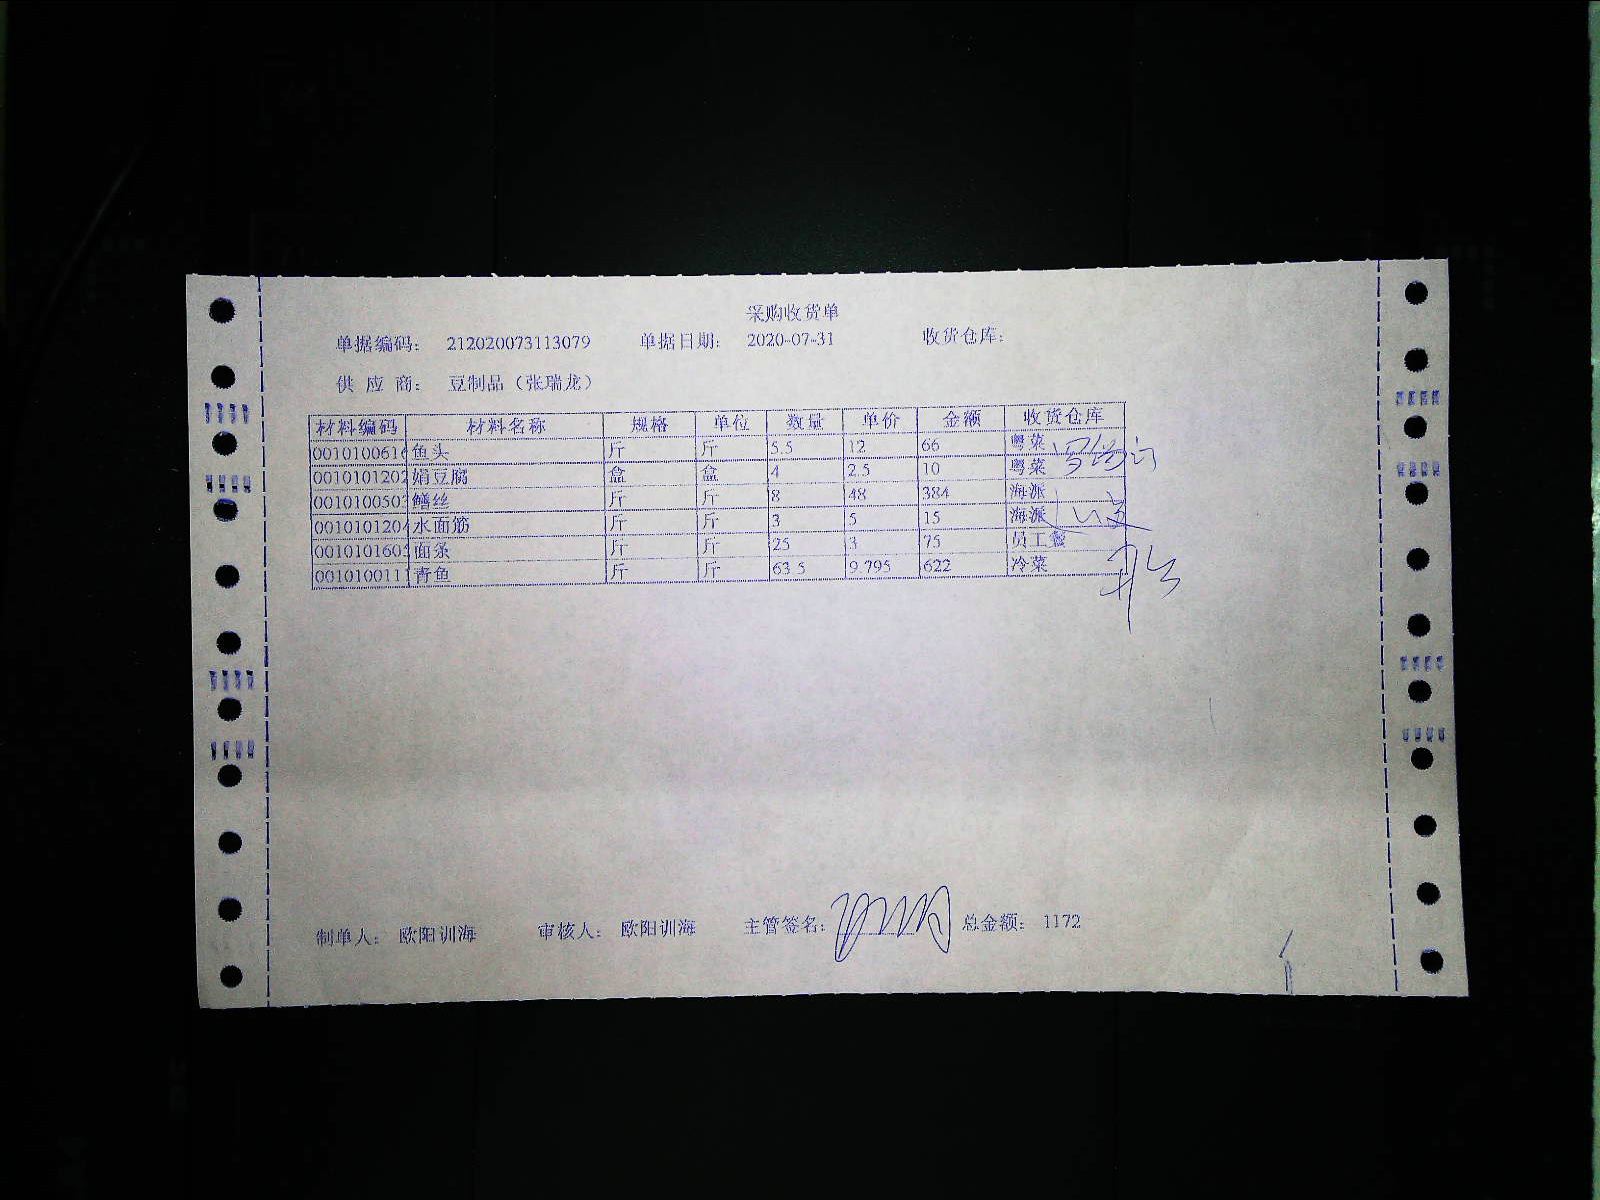 采购收货单
单据编码： 212020073113079 单据日期： 2020-07-31 收货仓库：
供 应 商： 豆制品（张瑞龙）
材料编码 材料名称 规格 单位 数量 单价 金额 收货仓库
001010061 鱼头 斤 斤 5.5 12 66 粤菜
001010120 娟豆腐 盒 盒 4 2.5 10 粤菜
001010050 鳝丝 斤 斤 8 48 384 海派
001010120 水面筋 斤 斤 3 5 15 海派
001010160 面条 斤 斤 25 3 75 员工餐
001010011 青鱼 斤 斤 63.5 9.795 622 冷菜
制单人： 欧阳训海 审核人： 欧阳训海 主管签名： 总金额： 1172